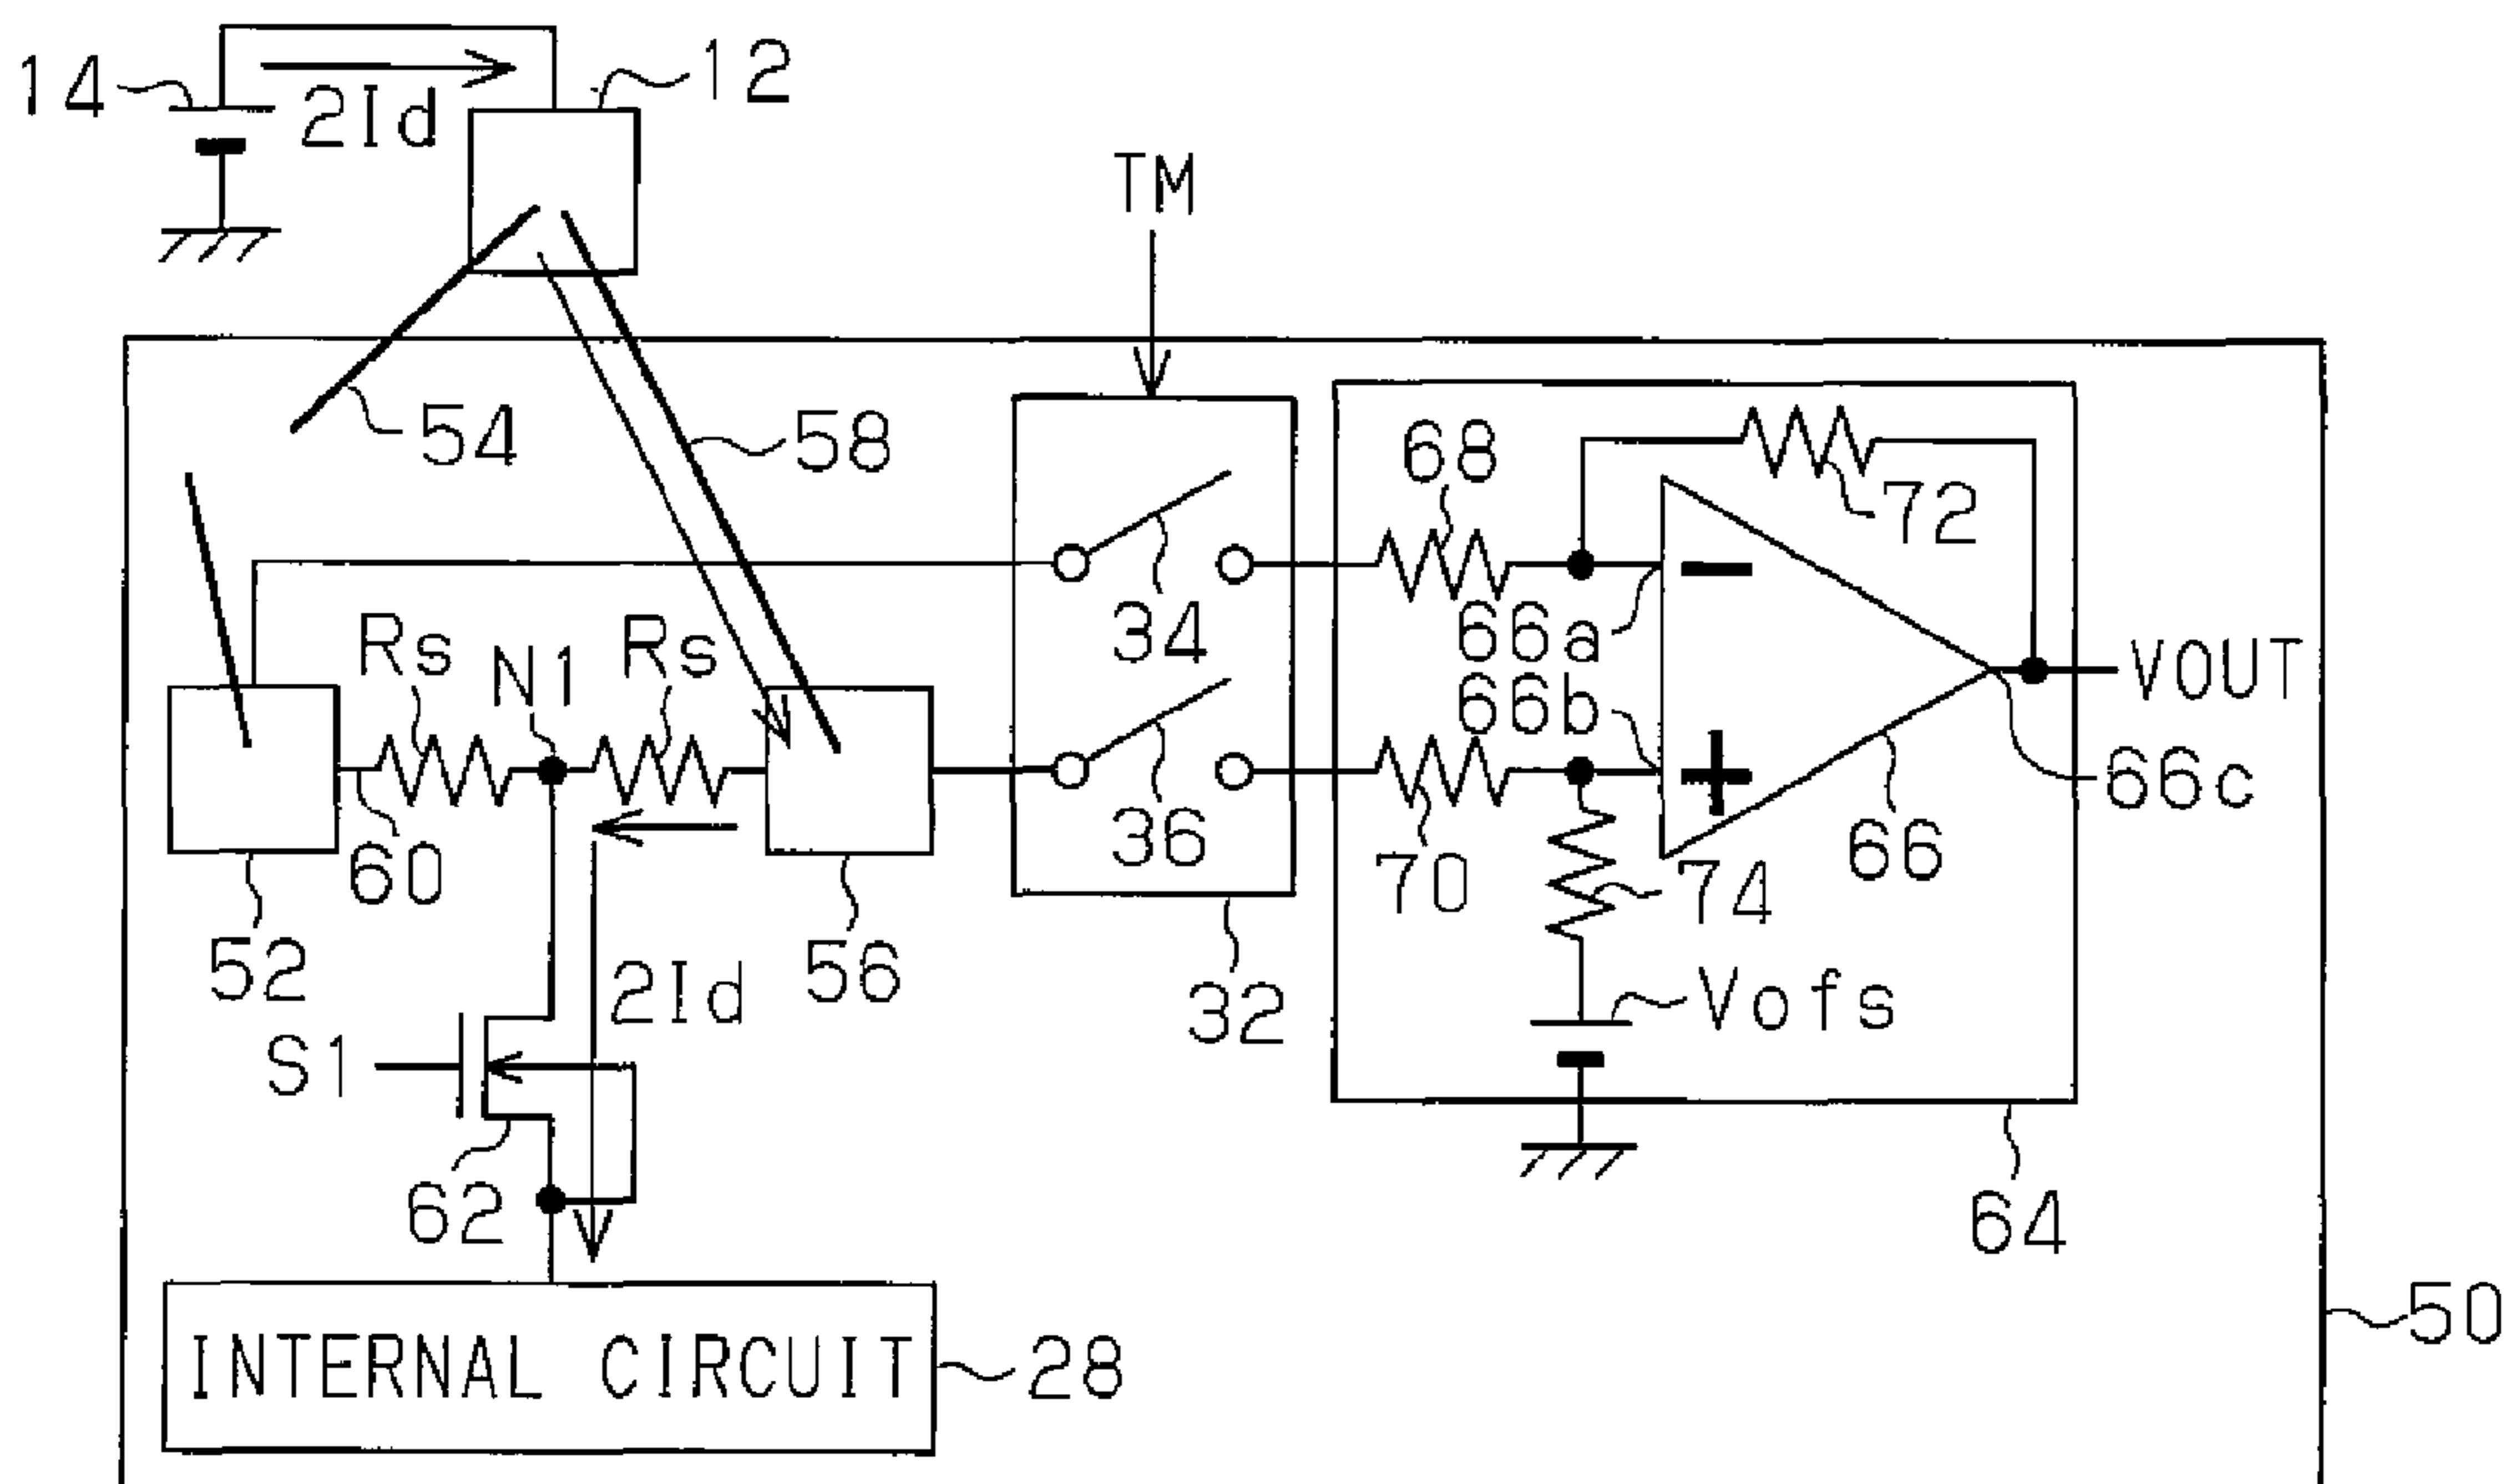 14
2Id
12
TM
54
58
68
72
34
66a
Rs
N1
Rs
66b
VOUT
36
66c
60
70
74
66
52
56
32
2Id
Vofs
S1
62
64
50
INTERNAL CIRCUIT
28